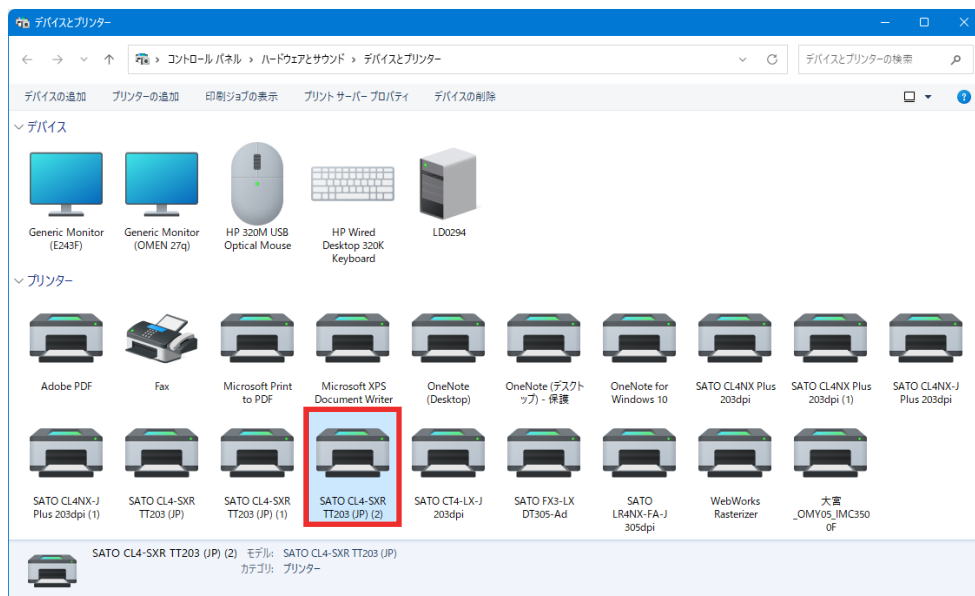 デバイスとプリンター
コントロール パネル › ハードウェアとサウンド › デバイスとプリンター
デバイスとプリンターの検索
デバイスの追加 プリンターの追加 印刷ジョブの表示 プリント サーバー プロパティ デバイスの削除
デバイス
Generic Monitor
(E243F)
Generic Monitor
(OMEN 27q)
HP 320M USB
Optical Mouse
HP Wired
Desktop 320K
Keyboard
LD0294
プリンター
Adobe PDF
Fax
Microsoft Print
to PDF
Microsoft XPS
Document Writer
OneNote
(Desktop)
OneNote (デスクト
ップ) - 保護
OneNote for
Windows 10
SATO CL4NX Plus
203dpi
SATO CL4NX Plus
203dpi (1)
SATO CL4NX-J
Plus 203dpi
SATO CL4NX-J
Plus 203dpi (1)
SATO CL4-SXR
TT203 (JP)
SATO CL4-SXR
TT203 (JP) (1)
SATO CL4-SXR
TT203 (JP) (2)
SATO CT4-LX-J
203dpi
SATO FX3-LX
DT305-Ad
SATO
LR4NX-FA-J
305dpi
WebWorks
Rasterizer
大宮
_OMY05_IMC350
0F
SATO CL4-SXR TT203 (JP) (2) モデル: SATO CL4-SXR TT203 (JP)
カテゴリ: プリンター